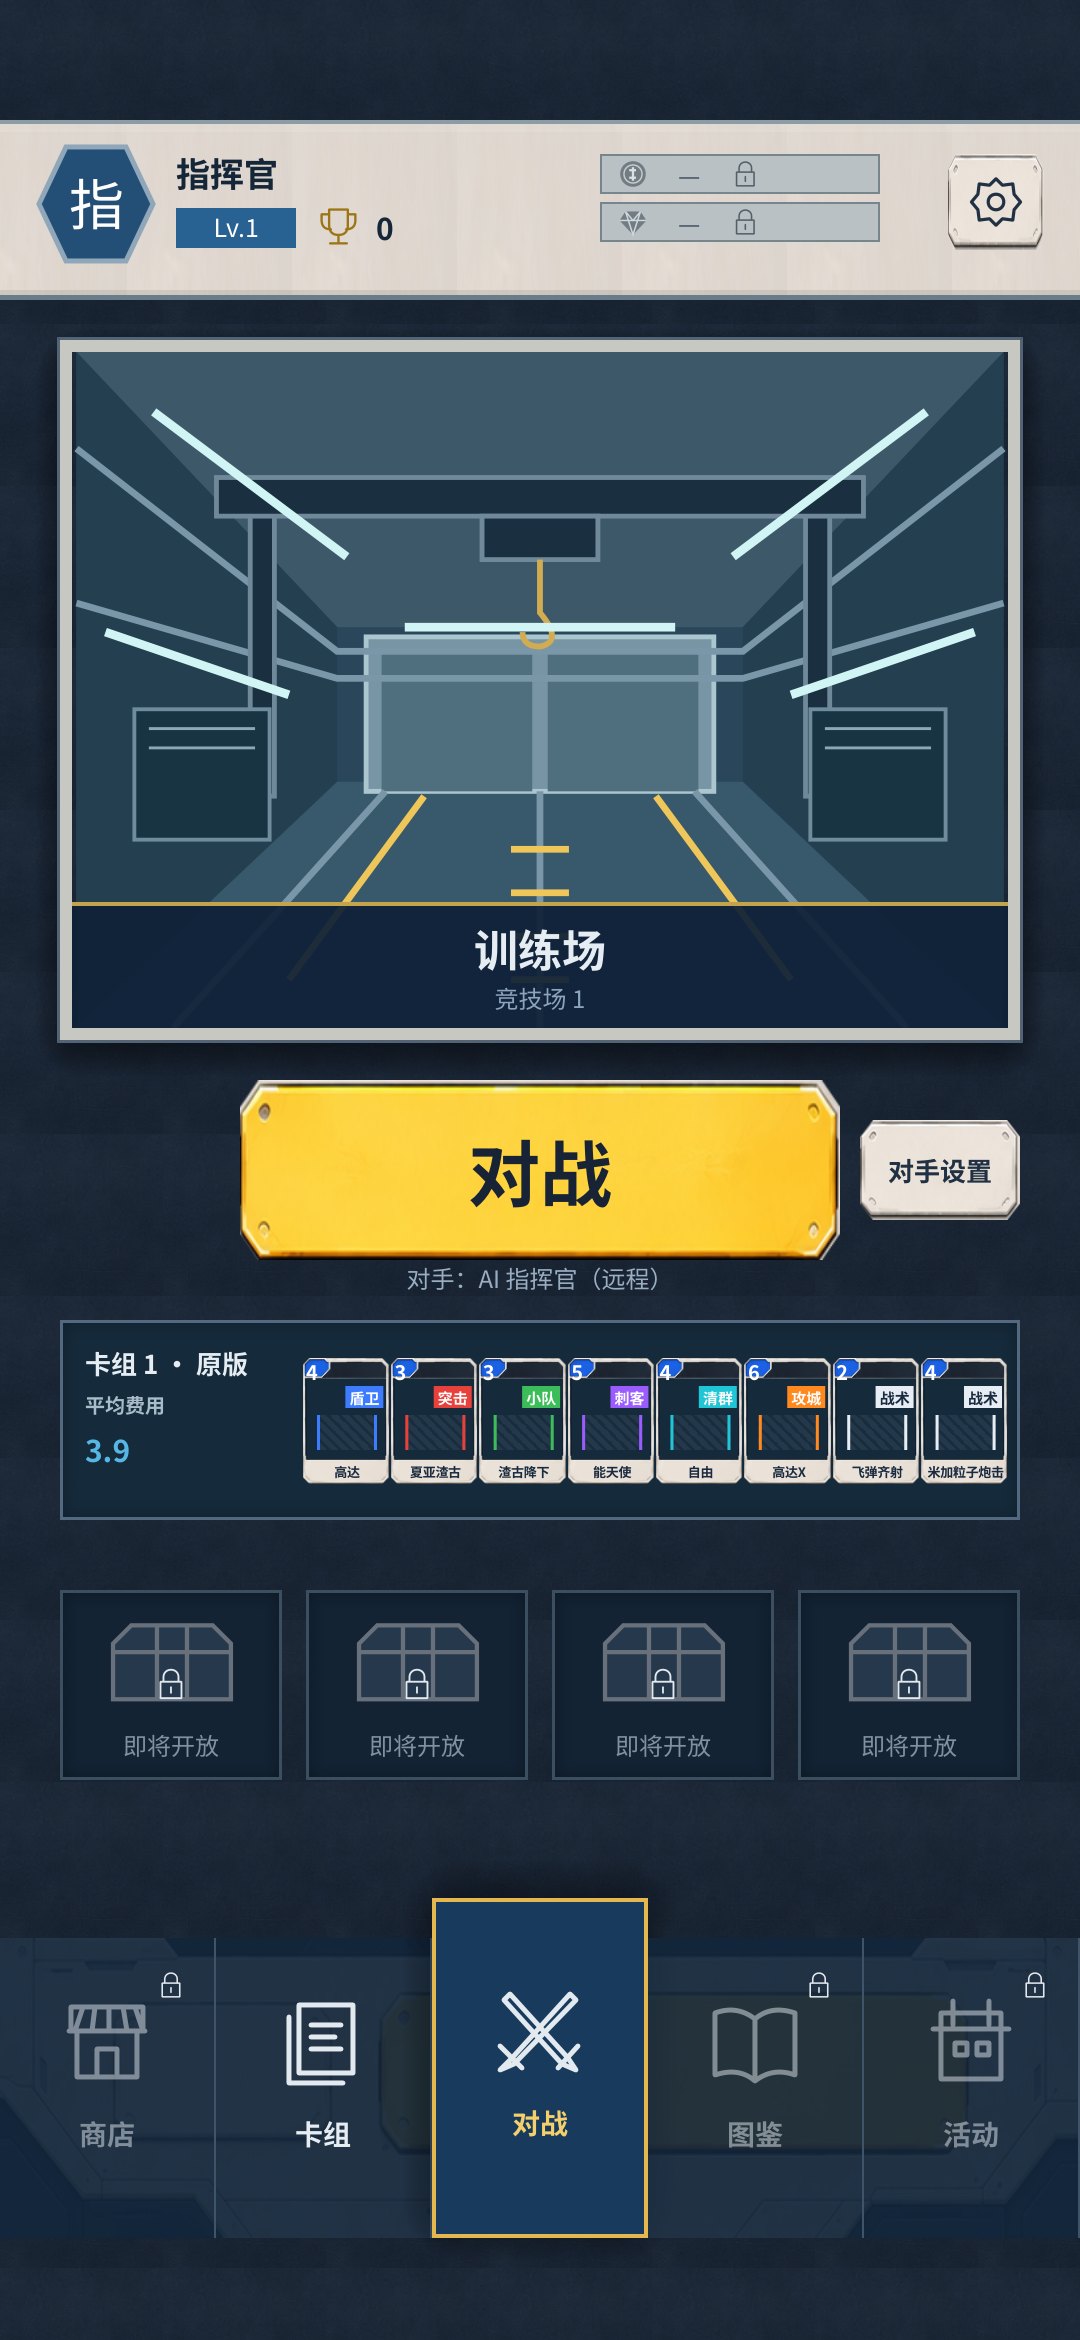 指
指挥官
Lv.1
0
—
—
训练场
竞技场 1
对战
对手设置
对手：AI 指挥官（远程）
卡组 1 · 原版
平均费用
3.9
4
盾卫
高达
3
突击
夏亚渣古
3
小队
渣古降下
5
刺客
能天使
4
清群
自由
6
攻城
高达X
2
战术
飞弹齐射
4
战术
米加粒子炮击
即将开放
即将开放
即将开放
即将开放
商店
卡组
对战
图鉴
活动